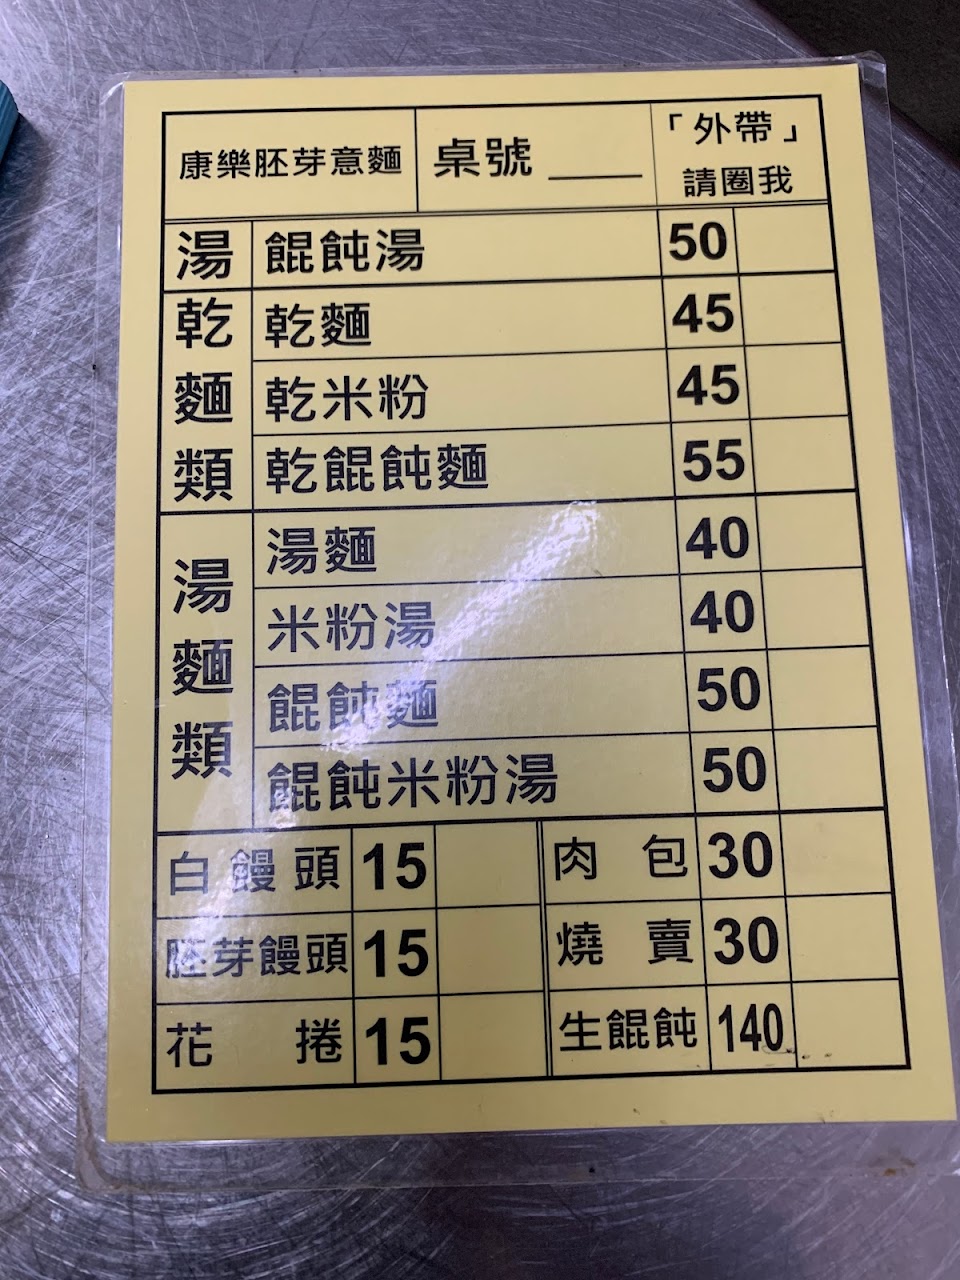 康樂胚芽意麵 桌號 ____ 「外帶」
請圈我
湯 餛飩湯 50
乾麵類 乾麵 45
乾米粉 45
乾餛飩麵 55
湯麵類 湯麵 40
米粉湯 40
餛飩麵 50
餛飩米粉湯 50
白饅頭 15 肉包 30
胚芽饅頭 15 燒賣 30
花捲 15 生餛飩 140